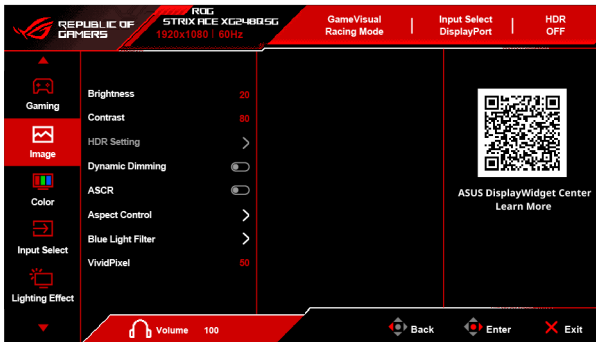 REPUBLIC OF
GAMERS
ROG
STRIX ACE XG248QSG
1920x1080 | 60Hz
GameVisual
Racing Mode
Input Select
DisplayPort
HDR
OFF
Gaming
Image
Color
Input Select
Lighting Effect
Brightness 20
Contrast 80
HDR Setting
Dynamic Dimming
ASCR
Aspect Control
Blue Light Filter
VividPixel 50
ASUS DisplayWidget Center
Learn More
Volume 100
Back
Enter
Exit